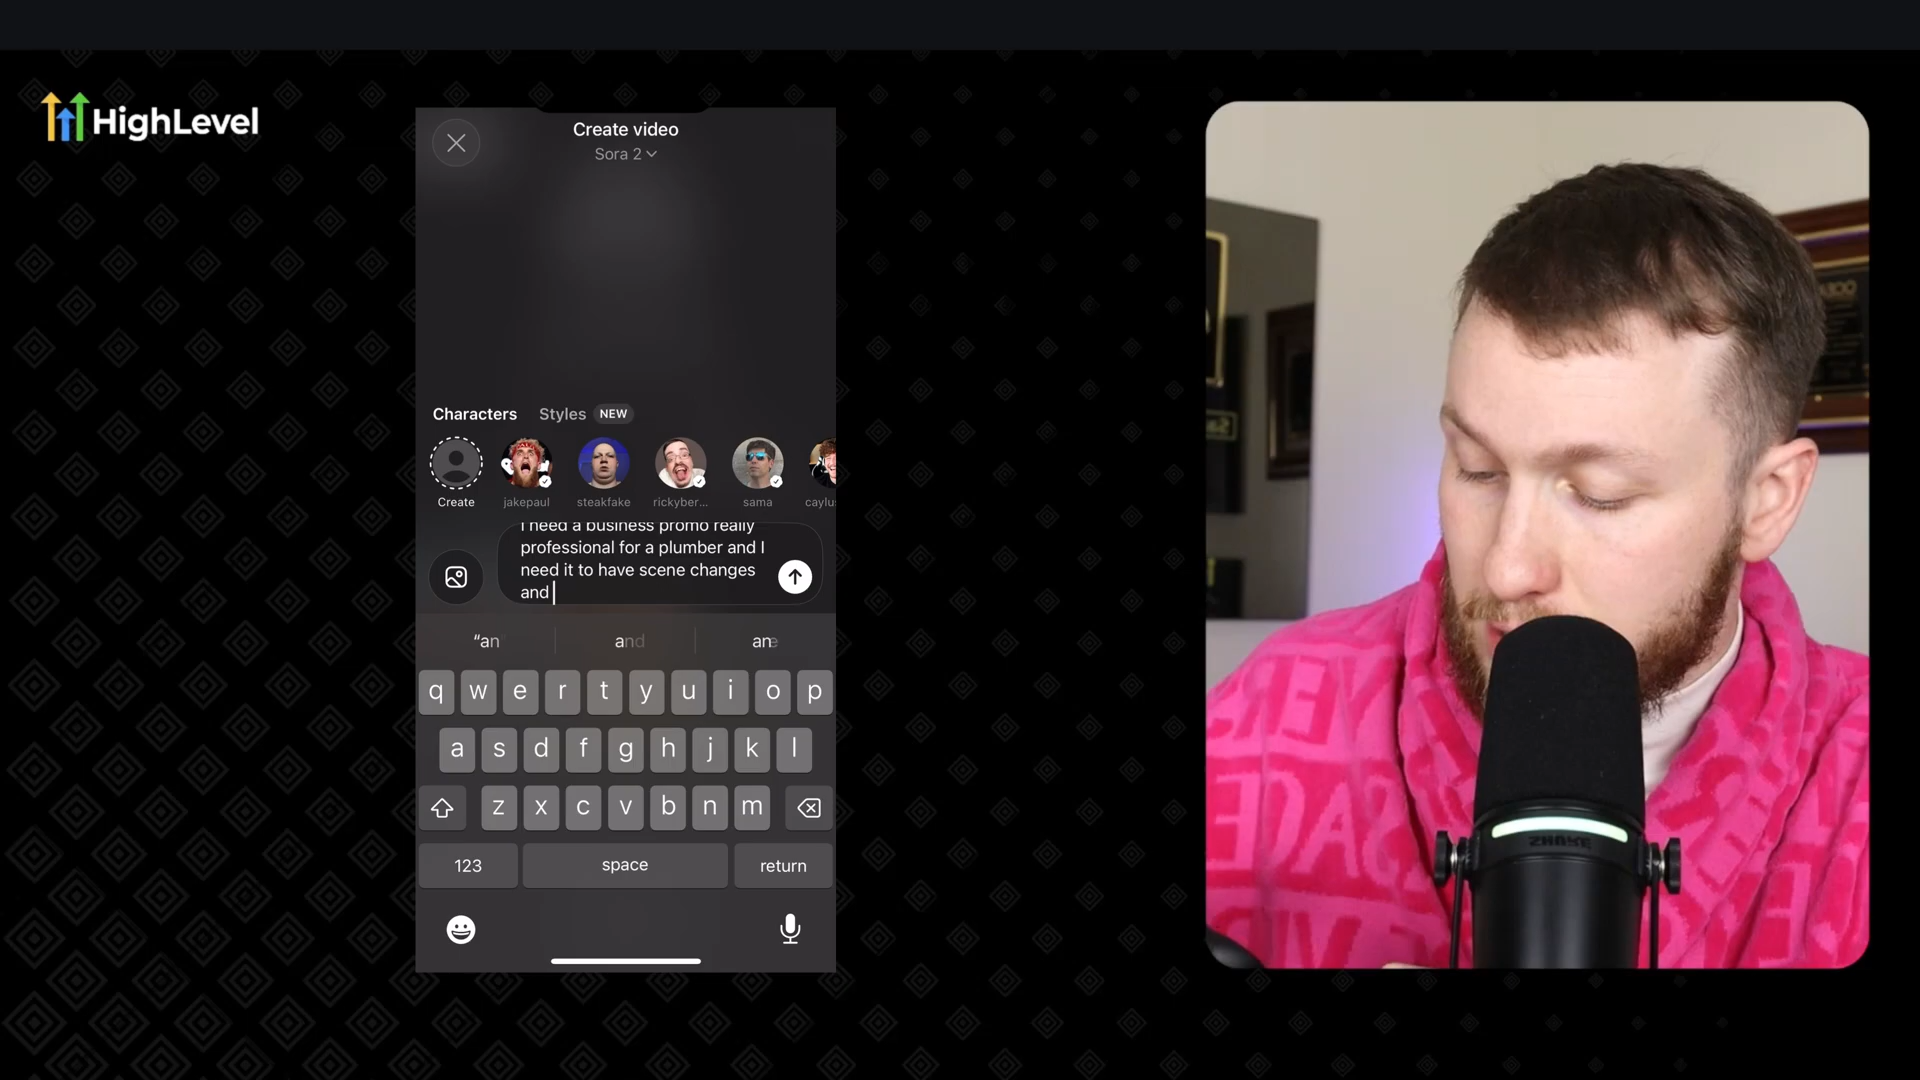 HighLevel
Create video
Sora 2
Characters Styles NEW
Create jakepaul steakfake rickyber... sama caylu
I need a business promo really
professional for a plumber and I
need it to have scene changes
and
"an and
q w e r t y u i o p
a s d f g h j k l
z x c v b n m
123 space return